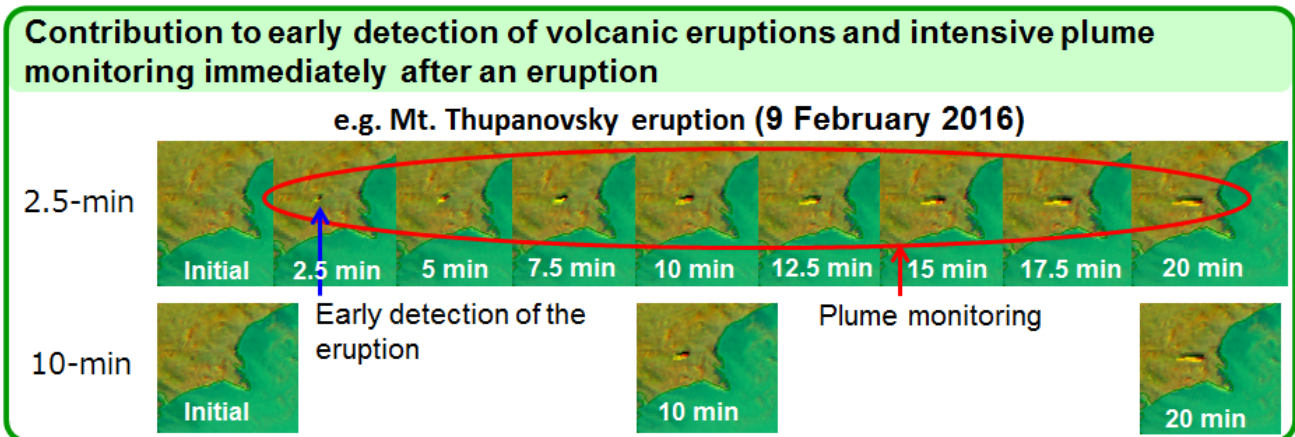 Contribution to early detection of volcanic eruptions and intensive plume
monitoring immediately after an eruption
e.g. Mt. Thupanovsky eruption (9 February 2016)
2.5-min
Initial
2.5 min
5 min
7.5 min
10 min
12.5 min
15 min
17.5 min
20 min
Early detection of the
eruption
Plume monitoring
10-min
Initial
10 min
20 min